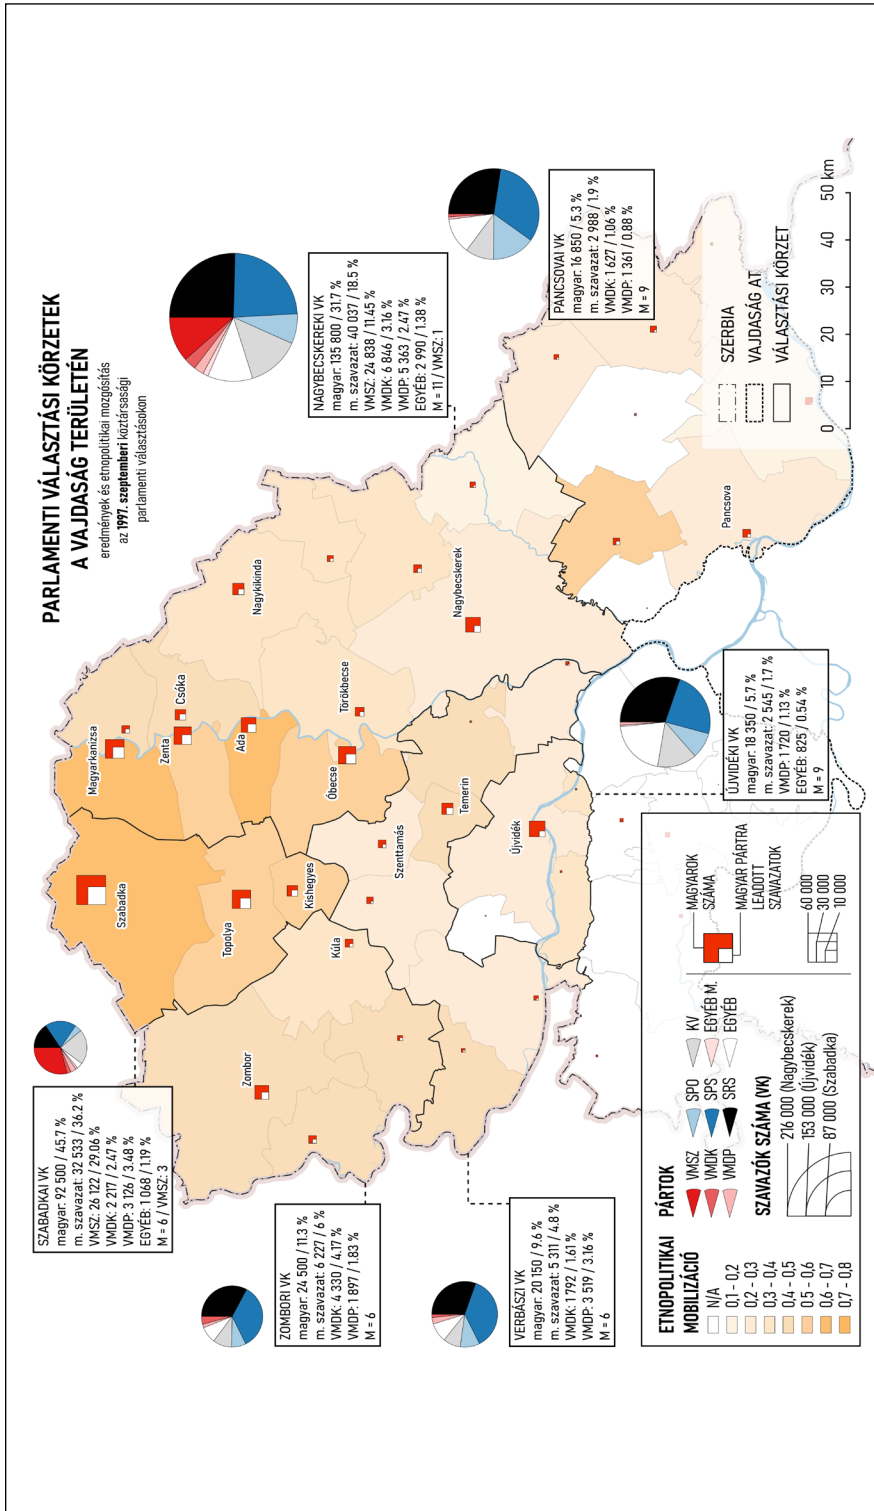 PARLAMENTI VÁLASZTÁSI KÖRZETEK
A VAJDASÁG TERÜLETÉN
eredmények és etnopolitikai mozgósítás
az 1997. szeptemberi köztársasági
parlamenti választásokon
SZABADKAI VK
magyar: 92 500 / 45.7 %
m. szavazat: 32 533 / 36.2 %
VMSZ: 26 122 / 29.06 %
VMDK: 2 217 / 2.47 %
VMDP: 3 126 / 3.48 %
EGYÉB: 1 068 / 1.19 %
M = 6 / VMSZ: 3
NAGYBECSKEREKI VK
magyar: 135 800 / 31.7 %
m. szavazat: 40 037 / 18.5 %
VMSZ: 24 838 / 11.45 %
VMDK: 6 846 / 3.16 %
VMDP: 5 363 / 2.47 %
EGYÉB: 2 990 / 1.38 %
M = 11 / VMSZ: 1
ZOMBORI VK
magyar: 24 500 / 11.3 %
m. szavazat: 6 227 / 6 %
VMDK: 4 330 / 4.17 %
VMDP: 1 897 / 1.83 %
M = 6
VERBÁSZI VK
magyar: 20 150 / 9.6 %
m. szavazat: 5 311 / 4.8 %
VMDK: 1 792 / 1.61 %
VMDP: 3 519 / 3.16 %
M = 6
PANCSOVAI VK
magyar: 16 850 / 5.3 %
m. szavazat: 2 988 / 1.9 %
VMDK: 1 627 / 1.06 %
VMDP: 1 361 / 0.88 %
M = 9
ÚJVIDÉKI VK
magyar: 18 350 / 5.7 %
m. szavazat: 2 545 / 1.7 %
VMDP: 1 720 / 1.13 %
EGYÉB: 825 / 0.54 %
M = 9
Szabadka
Magyarkanizsa
Csóka
Zenta
Ada
Nagykikinda
Topolya
Kishegyes
Zombor
Kúla
Óbecse
Törökbecse
Szenttamás
Temerin
Nagybecskerek
Újvidék
Pancsova
ETNOPOLITIKAI
MOBILIZÁCIÓ
N/A
0,1 - 0,2
0,2 - 0,3
0,3 - 0,4
0,4 - 0,5
0,5 - 0,6
0,6 - 0,7
0,7 - 0,8
PÁRTOK
VMSZ
VMDK
VMDP
SPO
SPS
SRS
KV
EGYÉB M.
EGYÉB
SZAVAZÓK SZÁMA (VK)
216 000 (Nagybecskerek)
153 000 (Újvidék)
87 000 (Szabadka)
MAGYAROK
SZÁMA
MAGYAR PÁRTRA
LEADOTT
SZAVAZATOK
60 000
30 000
10 000
SZERBIA
VAJDASÁG AT
VÁLASZTÁSI KÖRZET
0 10 20 30 40 50 km